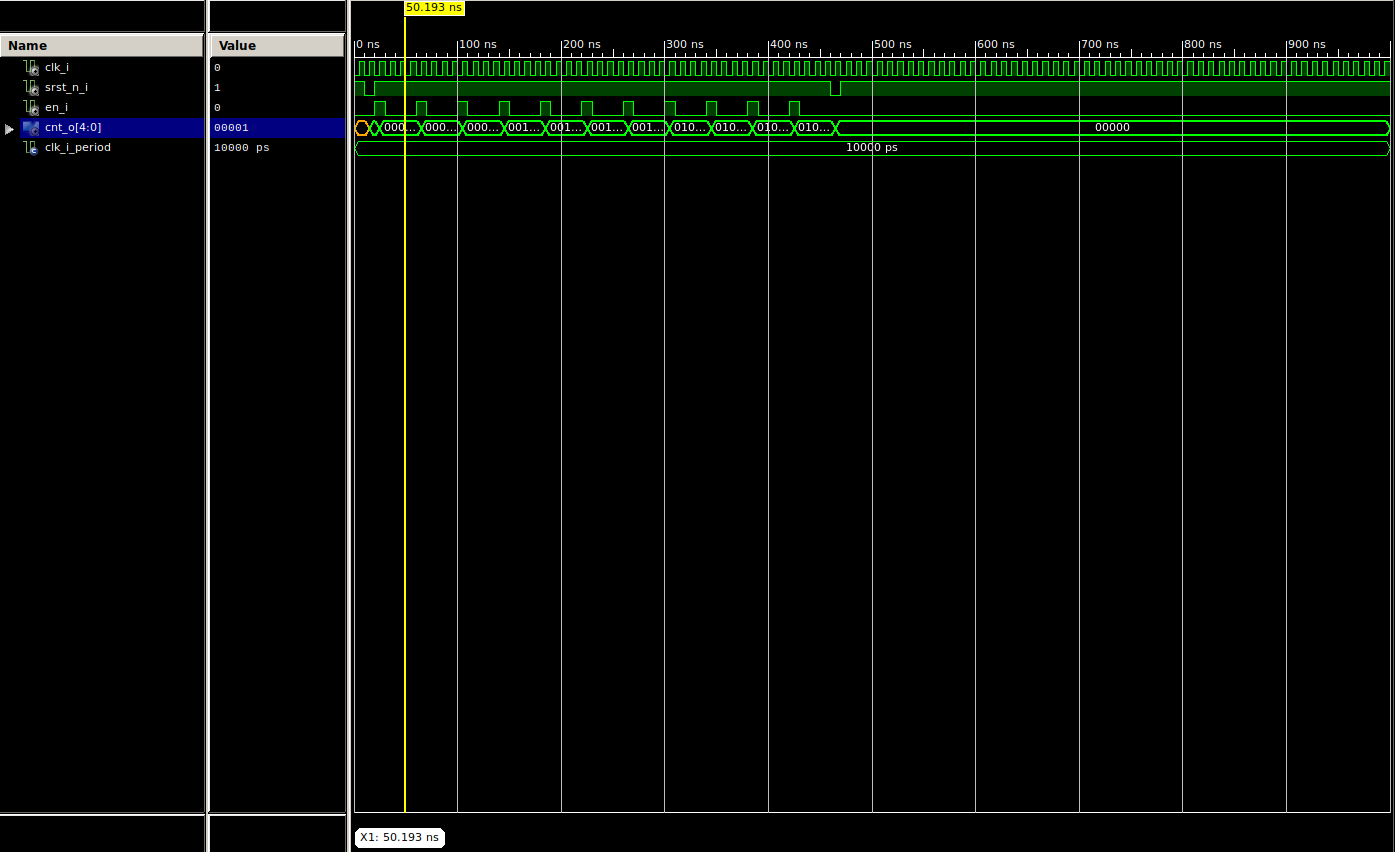 50.193 ns
Name Value
0 ns 100 ns 200 ns 300 ns 400 ns 500 ns 600 ns 700 ns 800 ns 900 ns
clk_i 0
srst_n_i 1
en_i 0
cnt_o[4:0] 00001 000... 000... 000... 001... 001... 001... 001... 010... 010... 010... 010... 00000
clk_i_period 10000 ps 10000 ps
X1: 50.193 ns